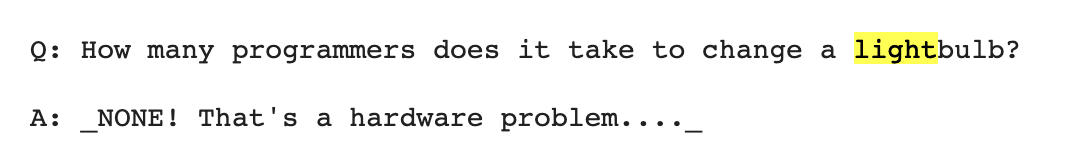 Q: How many programmers does it take to change a lightbulb?
A: _NONE! That's a hardware problem...._